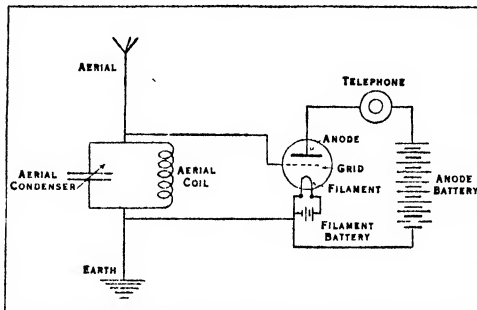 AERIAL
TELEPHONE
ANODE
GRID
FILAMENT
AERIAL
CONDENSER
AERIAL
COIL
ANODE
BATTERY
FILAMENT
BATTERY
EARTH